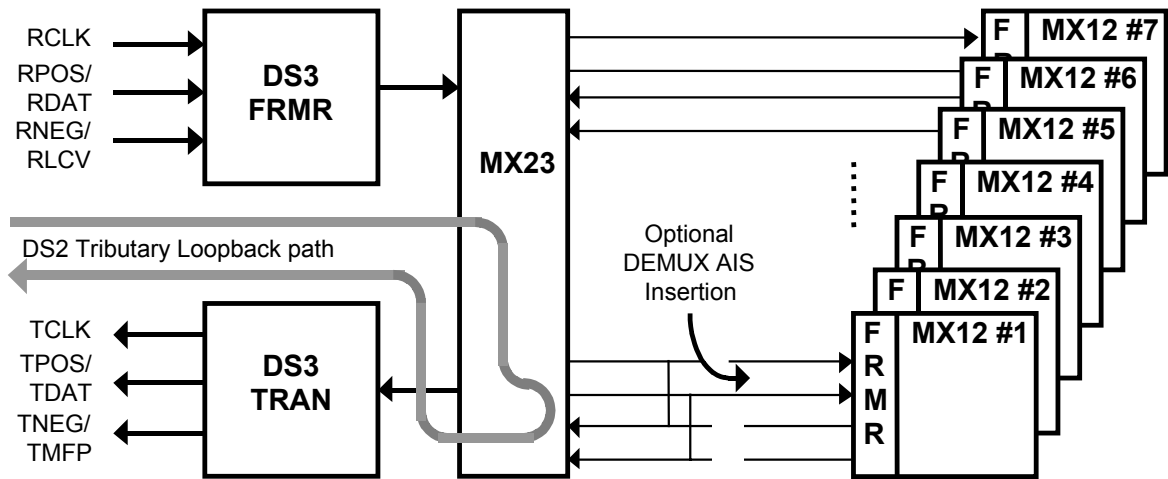 RCLK
RPOS/
RDAT
RNEG/
RLCV
DS3
FRMR
MX23
F
R
MX12 #7
F
R
MX12 #6
F
R
MX12 #5
F
R
MX12 #4
F
R
MX12 #3
F
MX12 #2
F
R
M
R
MX12 #1
DS2 Tributary Loopback path
Optional
DEMUX AIS
Insertion
TCLK
TPOS/
TDAT
TNEG/
TMFP
DS3
TRAN